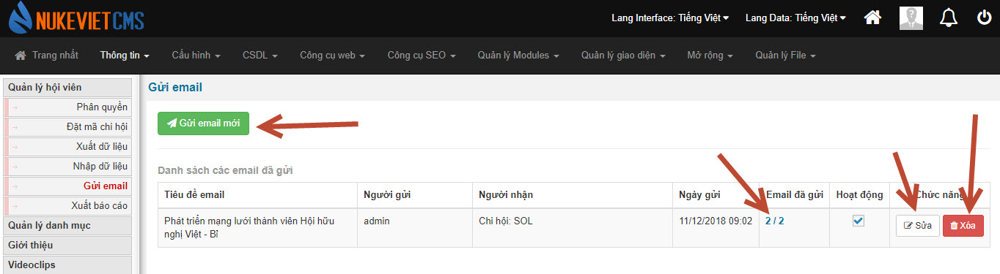 NUKEVIETCMS
Lang Interface: Tiếng Việt
Lang Data: Tiếng Việt
Trang nhất
Thông tin
Cấu hình
CSDL
Công cụ web
Công cụ SEO
Quản lý Modules
Quản lý giao diện
Mở rộng
Quản lý File
Quản lý hội viên
Phân quyền
Đặt mã chi hội
Xuất dữ liệu
Nhập dữ liệu
Gửi email
Xuất báo cáo
Quản lý danh mục
Giới thiệu
Videoclips
Gửi email
Gửi email mới
Danh sách các email đã gửi
Tiêu đề email
Người gửi
Người nhận
Ngày gửi
Email đã gửi
Hoạt động
Chức năng
Phát triển mạng lưới thành viên Hội hữu
nghị Việt - Bỉ
admin
Chi hội: SOL
11/12/2018 09:02
2 / 2
Sửa
Xóa